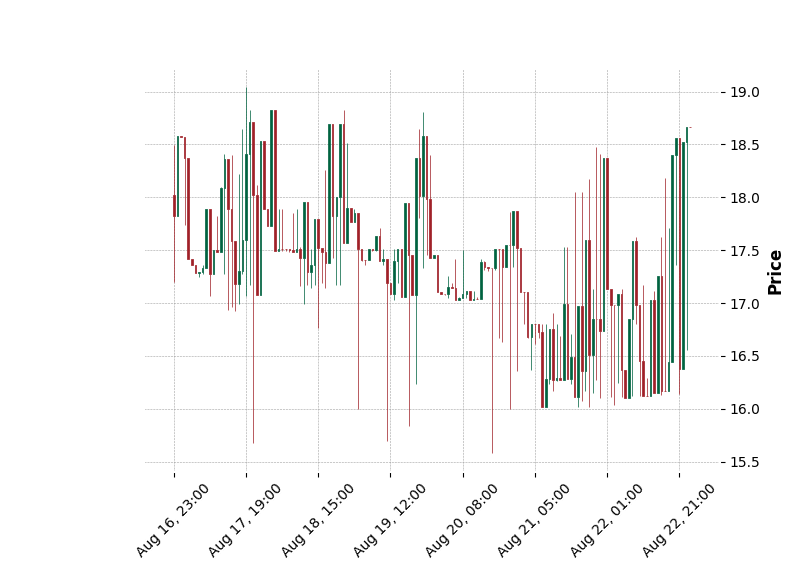 19.0
18.5
18.0
17.5
17.0
16.5
16.0
15.5
Price
Aug 16, 23:00
Aug 17, 19:00
Aug 18, 15:00
Aug 19, 12:00
Aug 20, 08:00
Aug 21, 05:00
Aug 22, 01:00
Aug 22, 21:00